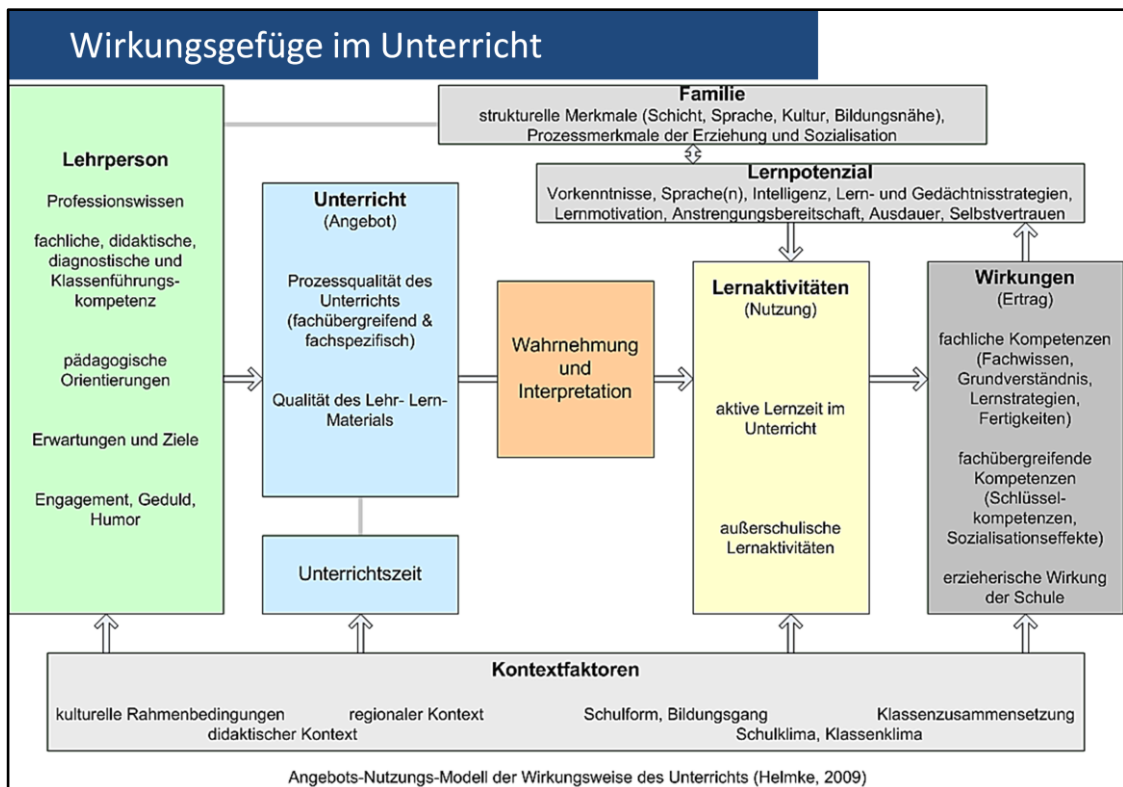 Wirkungsgefüge im Unterricht
Familie
strukturelle Merkmale (Schicht, Sprache, Kultur, Bildungsnähe),
Prozessmerkmale der Erziehung und Sozialisation
Lernpotenzial
Vorkenntnisse, Sprache(n), Intelligenz, Lern- und Gedächtnisstrategien,
Lernmotivation, Anstrengungsbereitschaft, Ausdauer, Selbstvertrauen
Lehrperson
Professionswissen
fachliche, didaktische,
diagnostische und
Klassenführungs-
kompetenz
pädagogische
Orientierungen
Erwartungen und Ziele
Engagement, Geduld,
Humor
Unterricht
(Angebot)
Prozessqualität des
Unterrichts
(fachübergreifend &
fachspezifisch)
Qualität des Lehr- Lern-
Materials
Unterrichtszeit
Wahrnehmung
und
Interpretation
Lernaktivitäten
(Nutzung)
aktive Lernzeit im
Unterricht
außerschulische
Lernaktivitäten
Wirkungen
(Ertrag)
fachliche Kompetenzen
(Fachwissen,
Grundverständnis,
Lernstrategien,
Fertigkeiten)
fachübergreifende
Kompetenzen
(Schlüssel-
kompetenzen,
Sozialisationseffekte)
erzieherische Wirkung
der Schule
Kontextfaktoren
kulturelle Rahmenbedingungen regionaler Kontext Schulform, Bildungsgang Klassenzusammensetzung
didaktischer Kontext Schulklima, Klassenklima
Angebots-Nutzungs-Modell der Wirkungsweise des Unterrichts (Helmke, 2009)